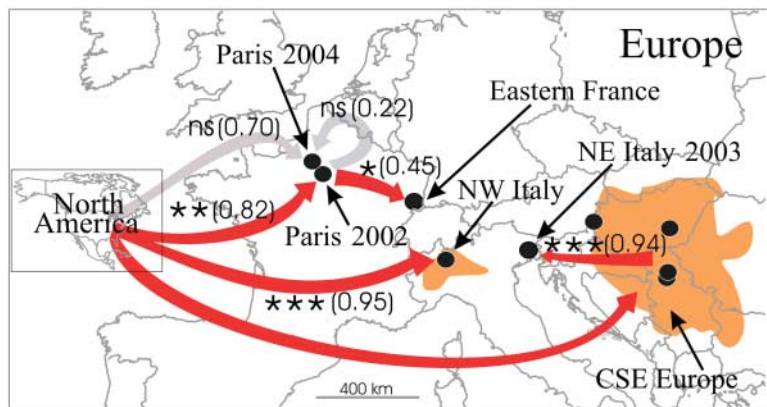 Europe
Paris 2004
ns(0.22)
ns(0.70)
Eastern France
*(0.45)
NE Italy 2003
NW Italy
North
America
**(0.82)
Paris 2002
***(0.94)
***(0.95)
CSE Europe
400 km